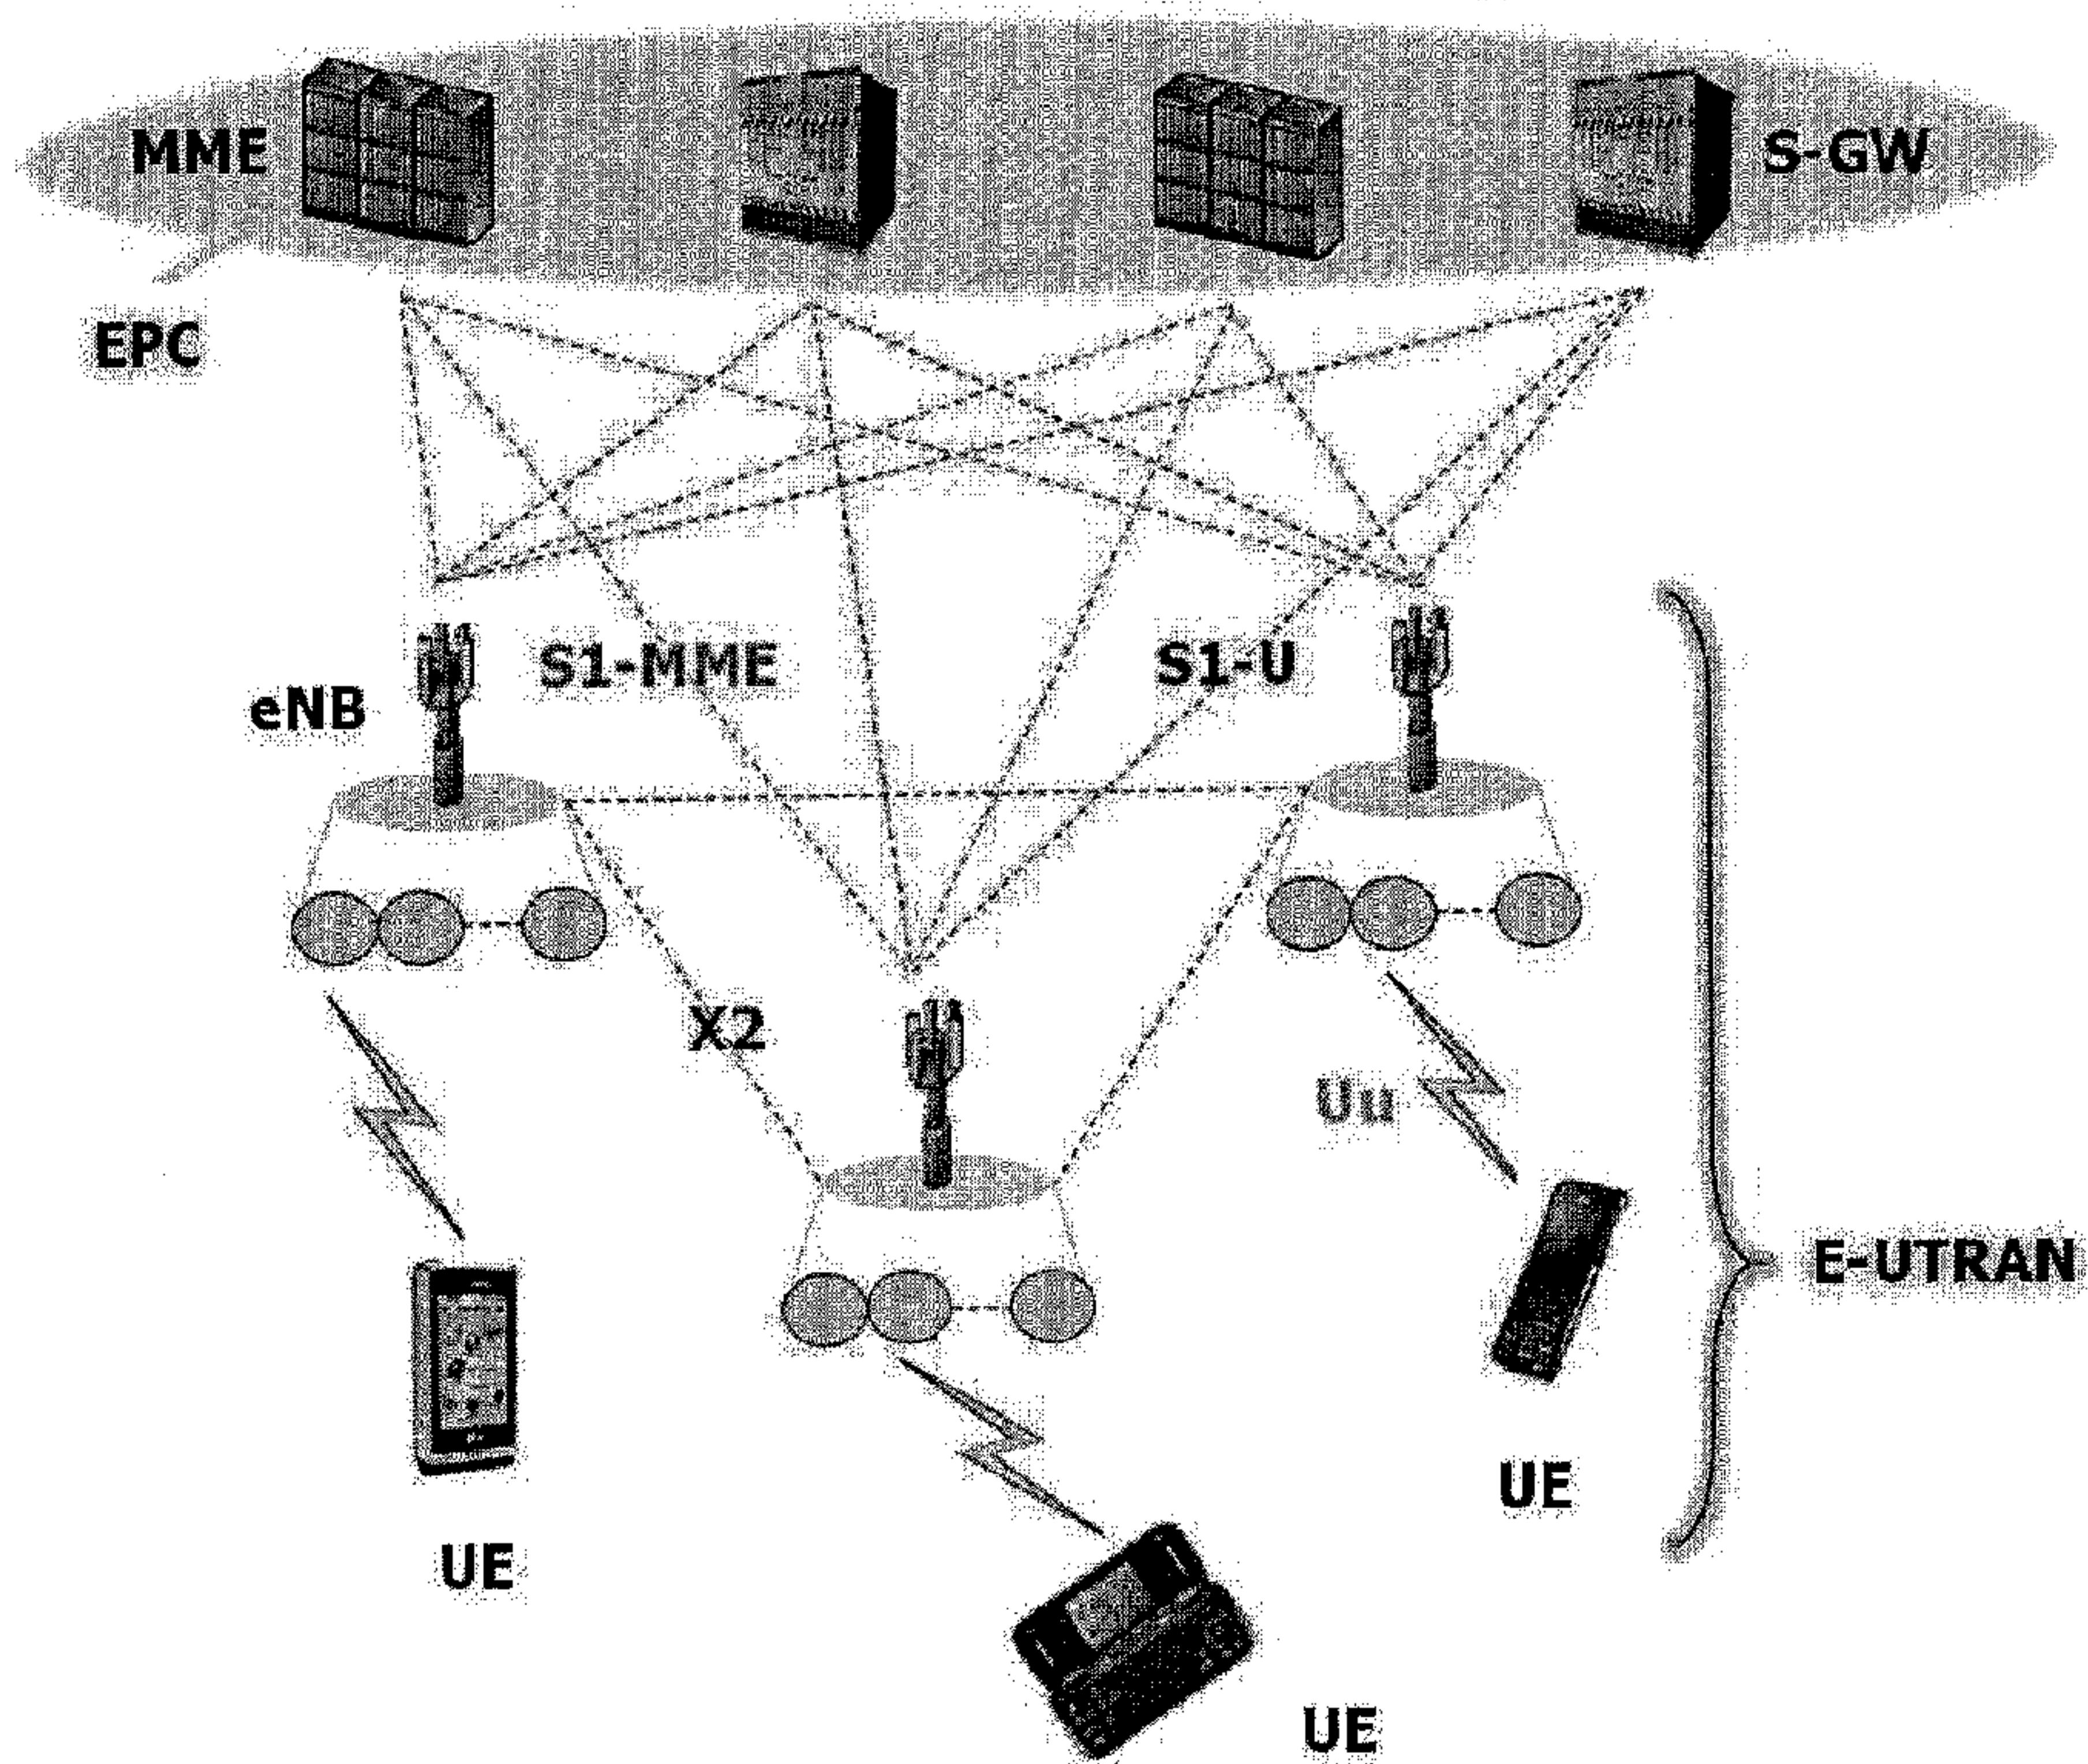 MME
S-GW
EPC
S1-MME
S1-U
eNB
X2
Uu
E-UTRAN
UE
UE
UE